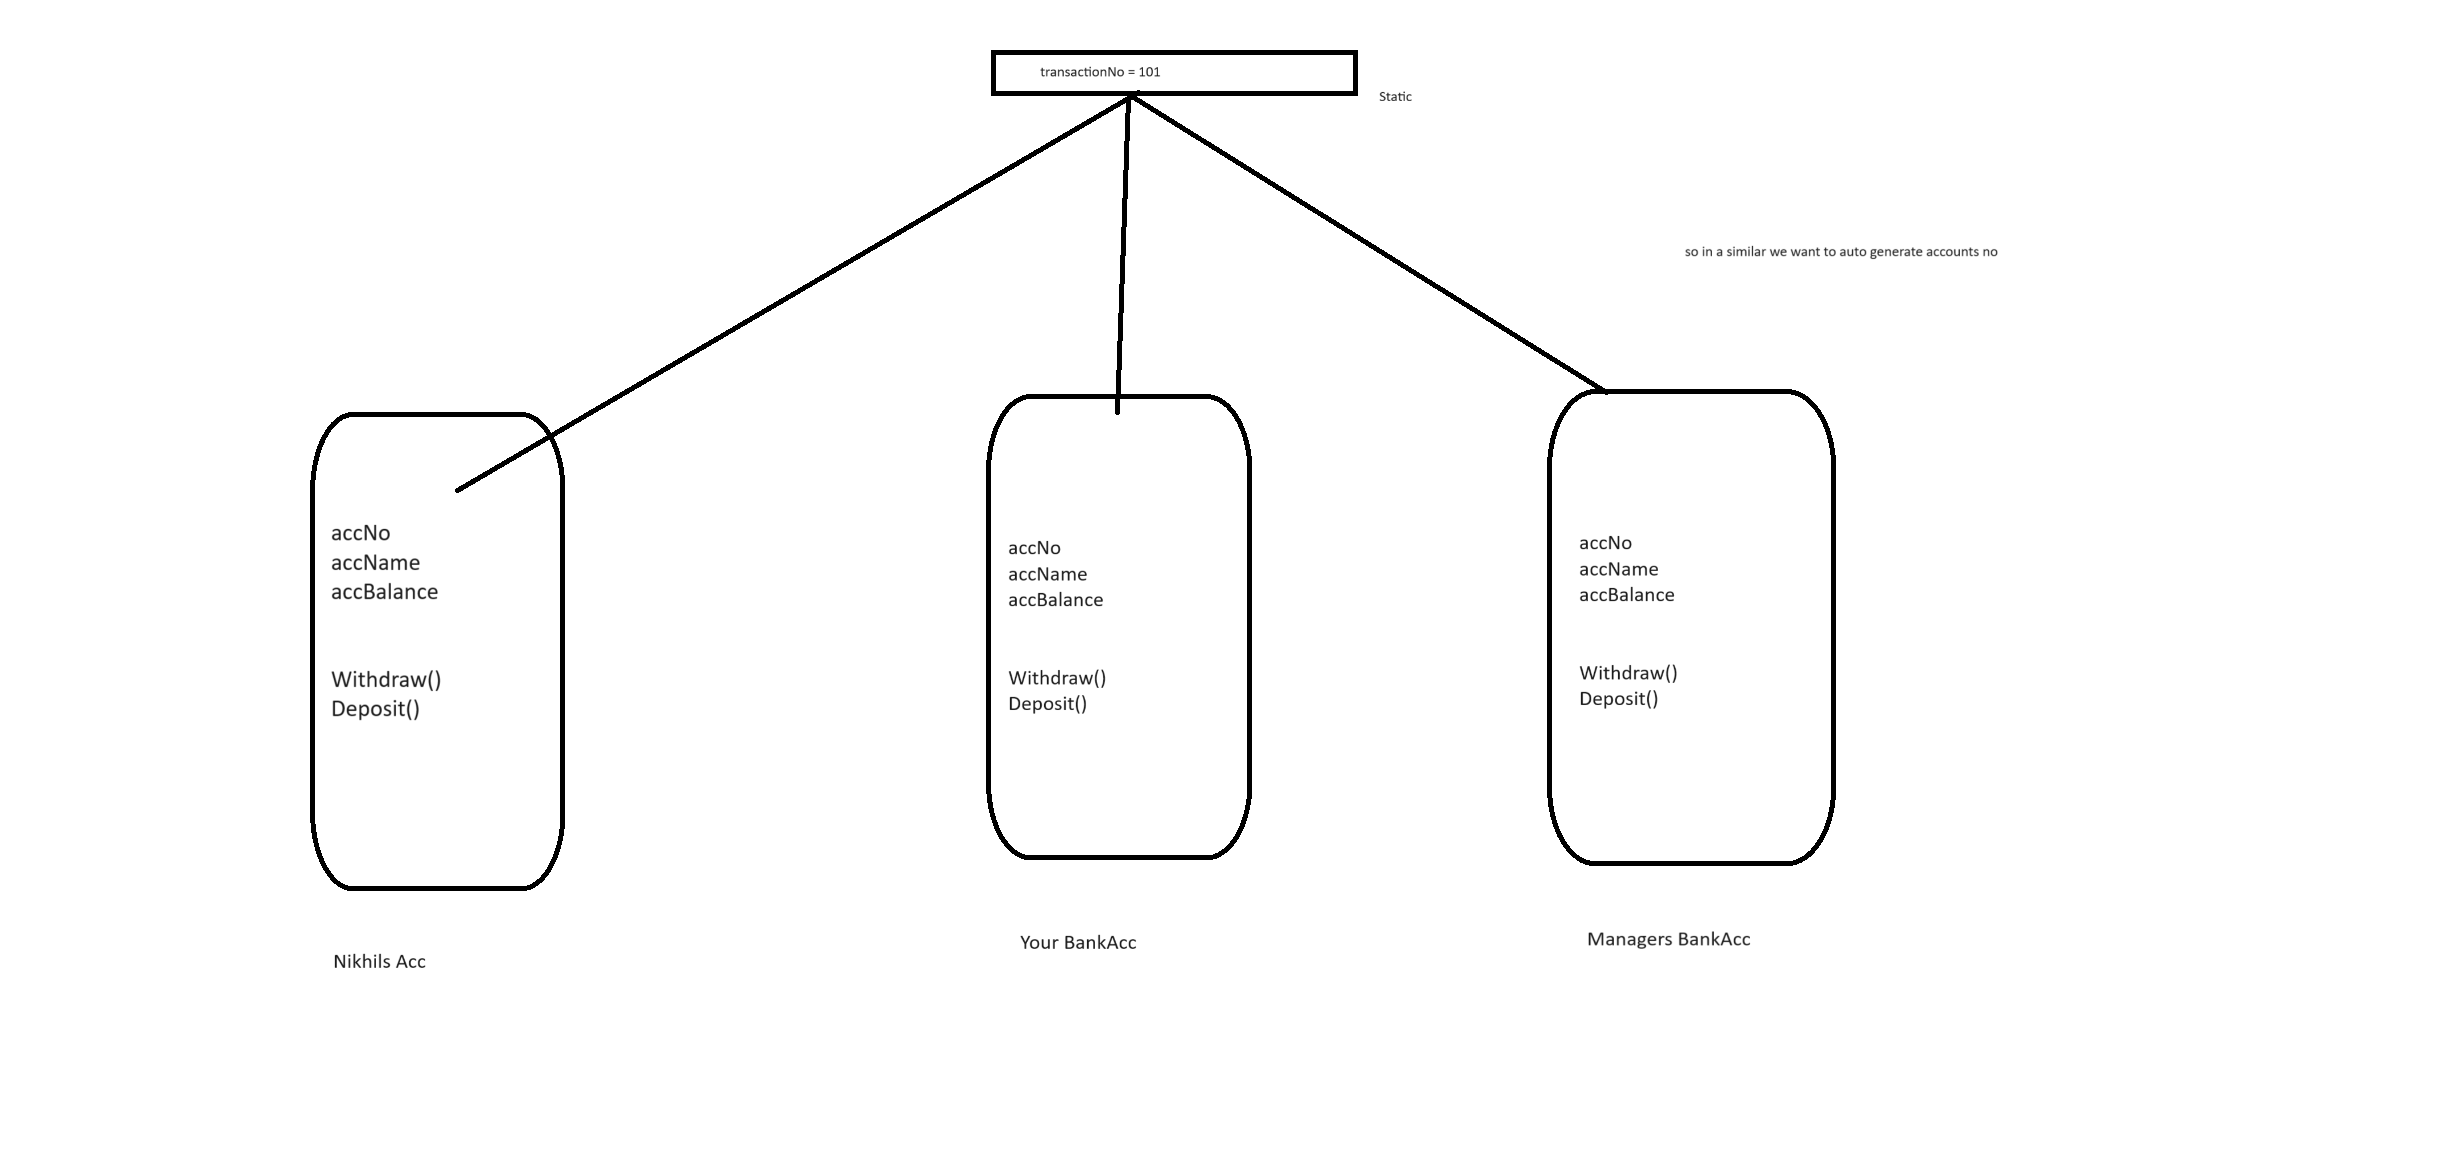 transactionNo = 101
Static
so in a similar we want to auto generate accounts no
accNo
accName
accBalance
Withdraw()
Deposit()
Nikhils Acc
accNo
accName
accBalance
Withdraw()
Deposit()
Your BankAcc
accNo
accName
accBalance
Withdraw()
Deposit()
Managers BankAcc